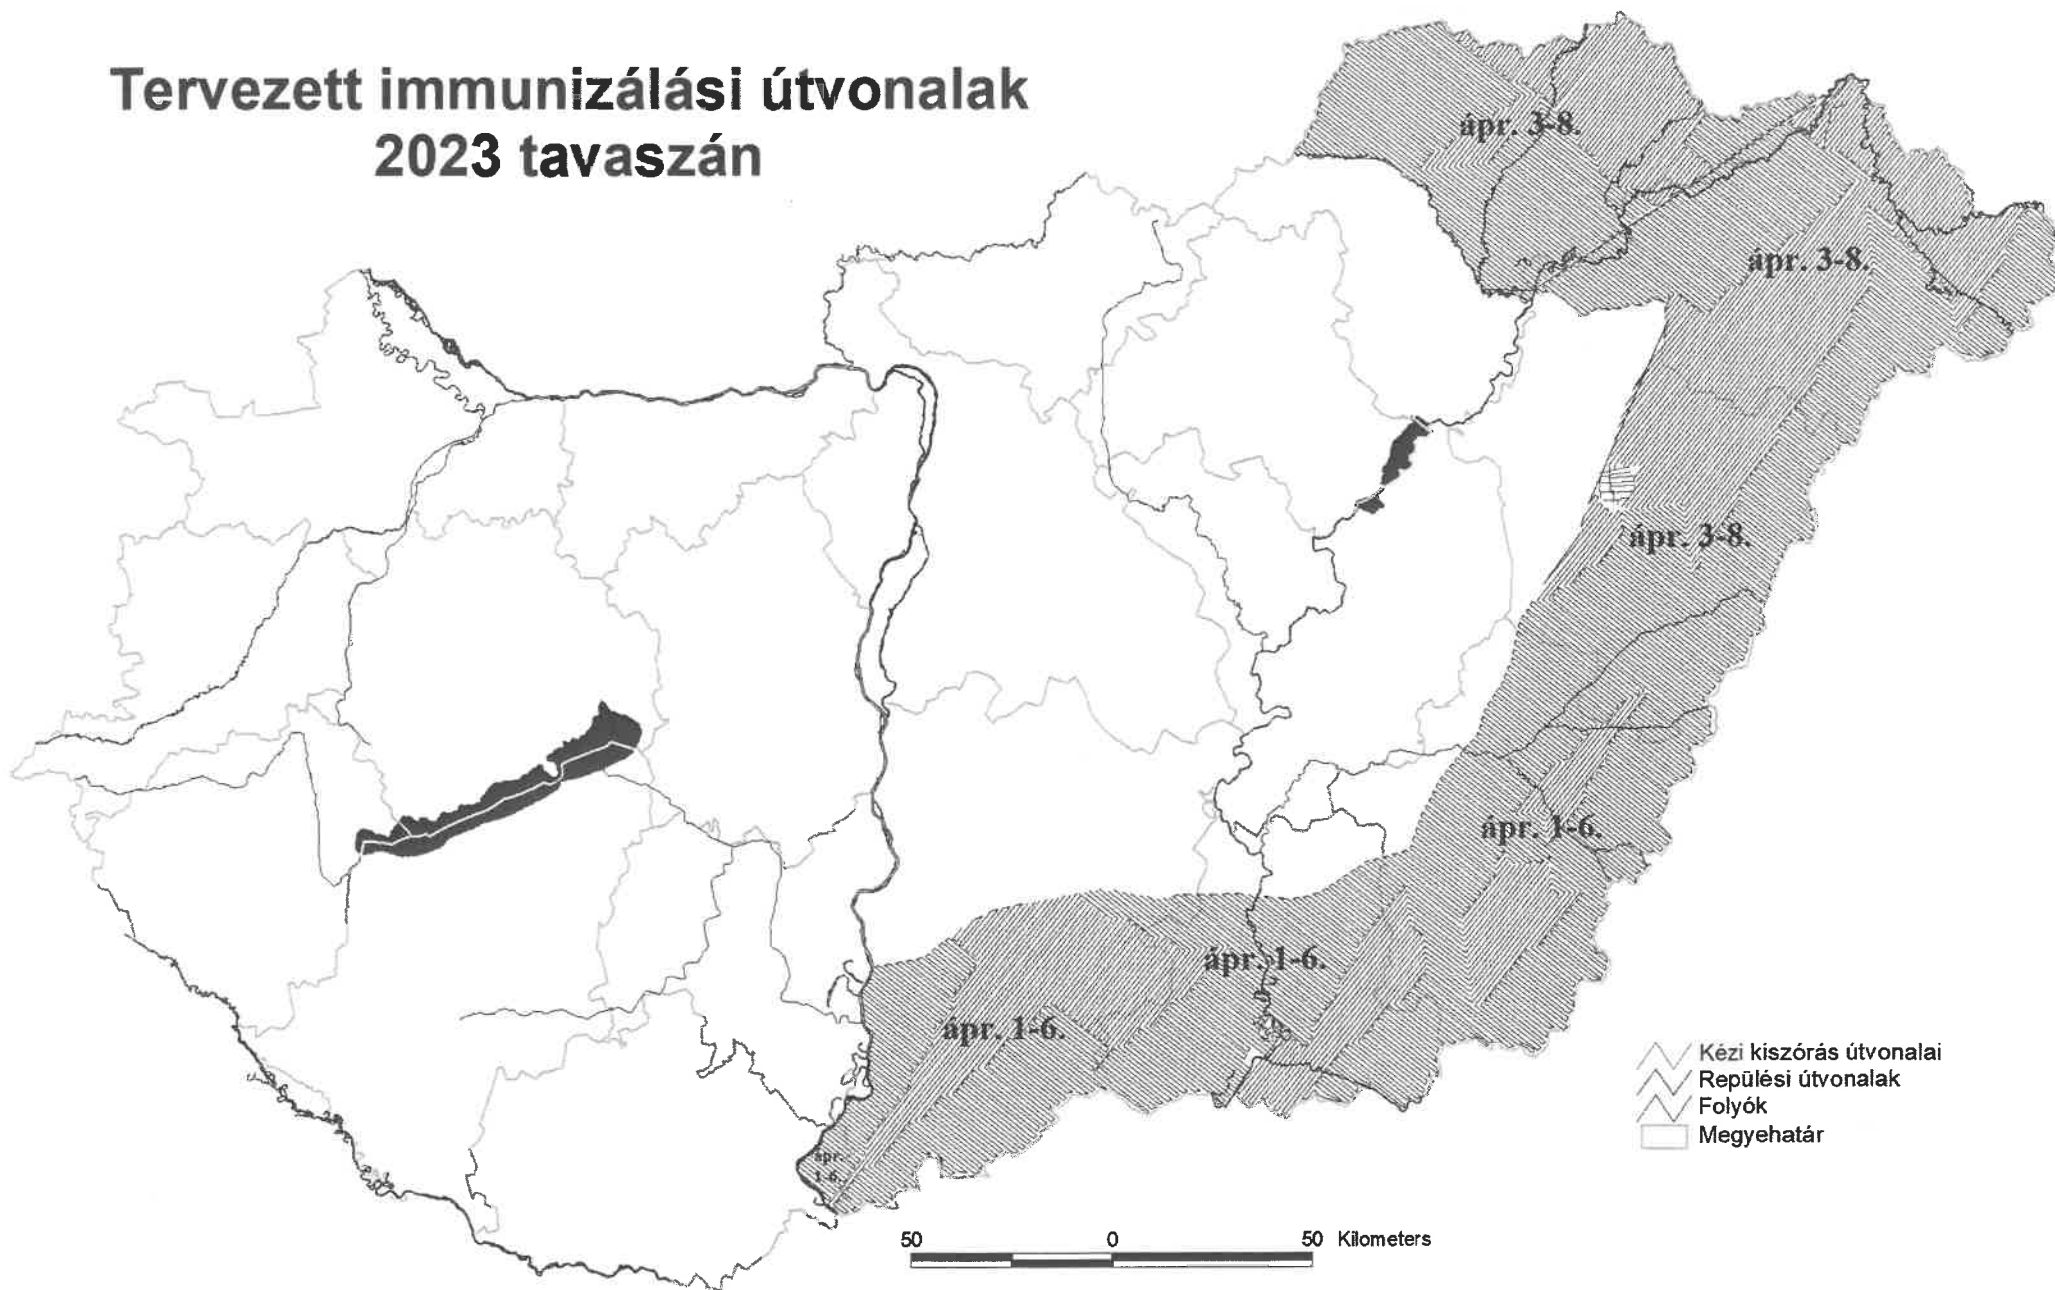 Tervezett immunizálási útvonalak
2023 tavaszán
ápr. 3-8.
ápr. 3-8.
ápr. 3-8.
ápr. 1-6.
ápr. 1-6.
ápr. 1-6.
ápr.
1-6.
Kézi kiszórás útvonalai
Repülési útvonalak
Folyók
Megyehatár
50 0 50 Kilometers